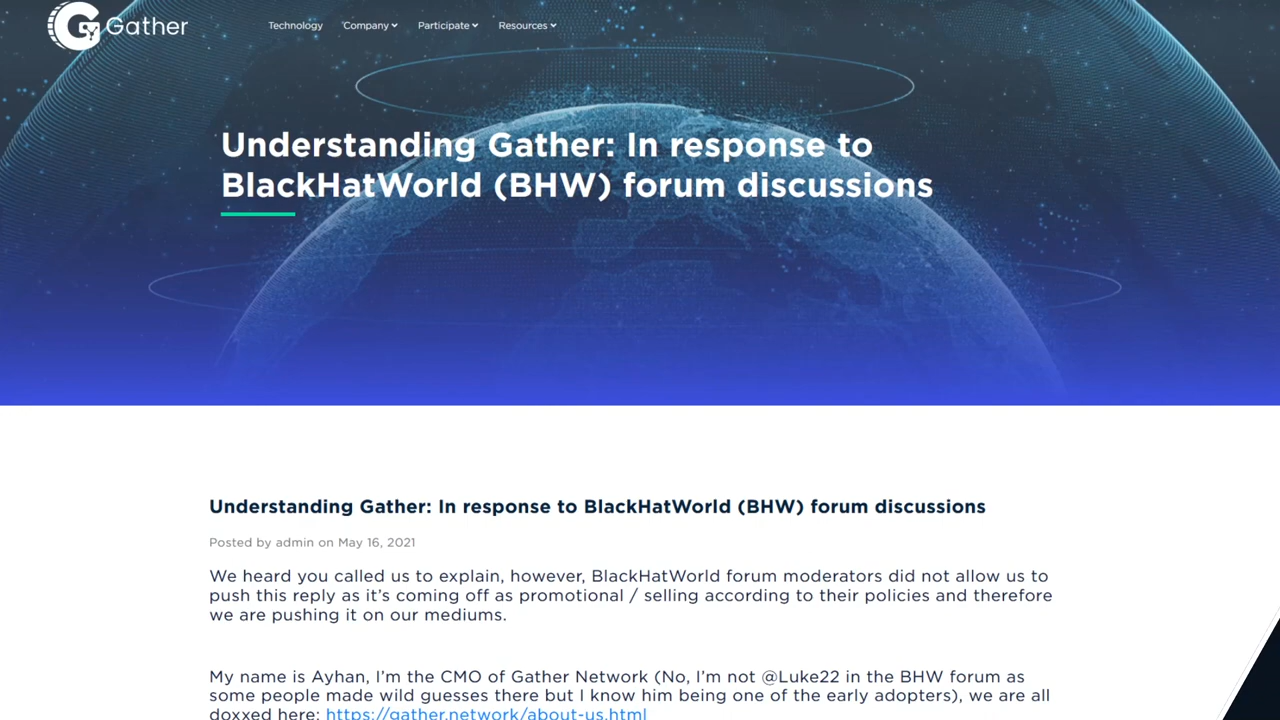 Gather
Technology
Company
Participate
Resources
Understanding Gather: In response to
BlackHatWorld (BHW) forum discussions
Understanding Gather: In response to BlackHatWorld (BHW) forum discussions
Posted by admin on May 16, 2021
We heard you called us to explain, however, BlackHatWorld forum moderators did not allow us to
push this reply as it’s coming off as promotional / selling according to their policies and therefore
we are pushing it on our mediums.
My name is Ayhan, I’m the CMO of Gather Network (No, I’m not @Luke22 in the BHW forum as
some people made wild guesses there but I know him being one of the early adopters), we are all
doxxed here: https://gather.network/about-us.html